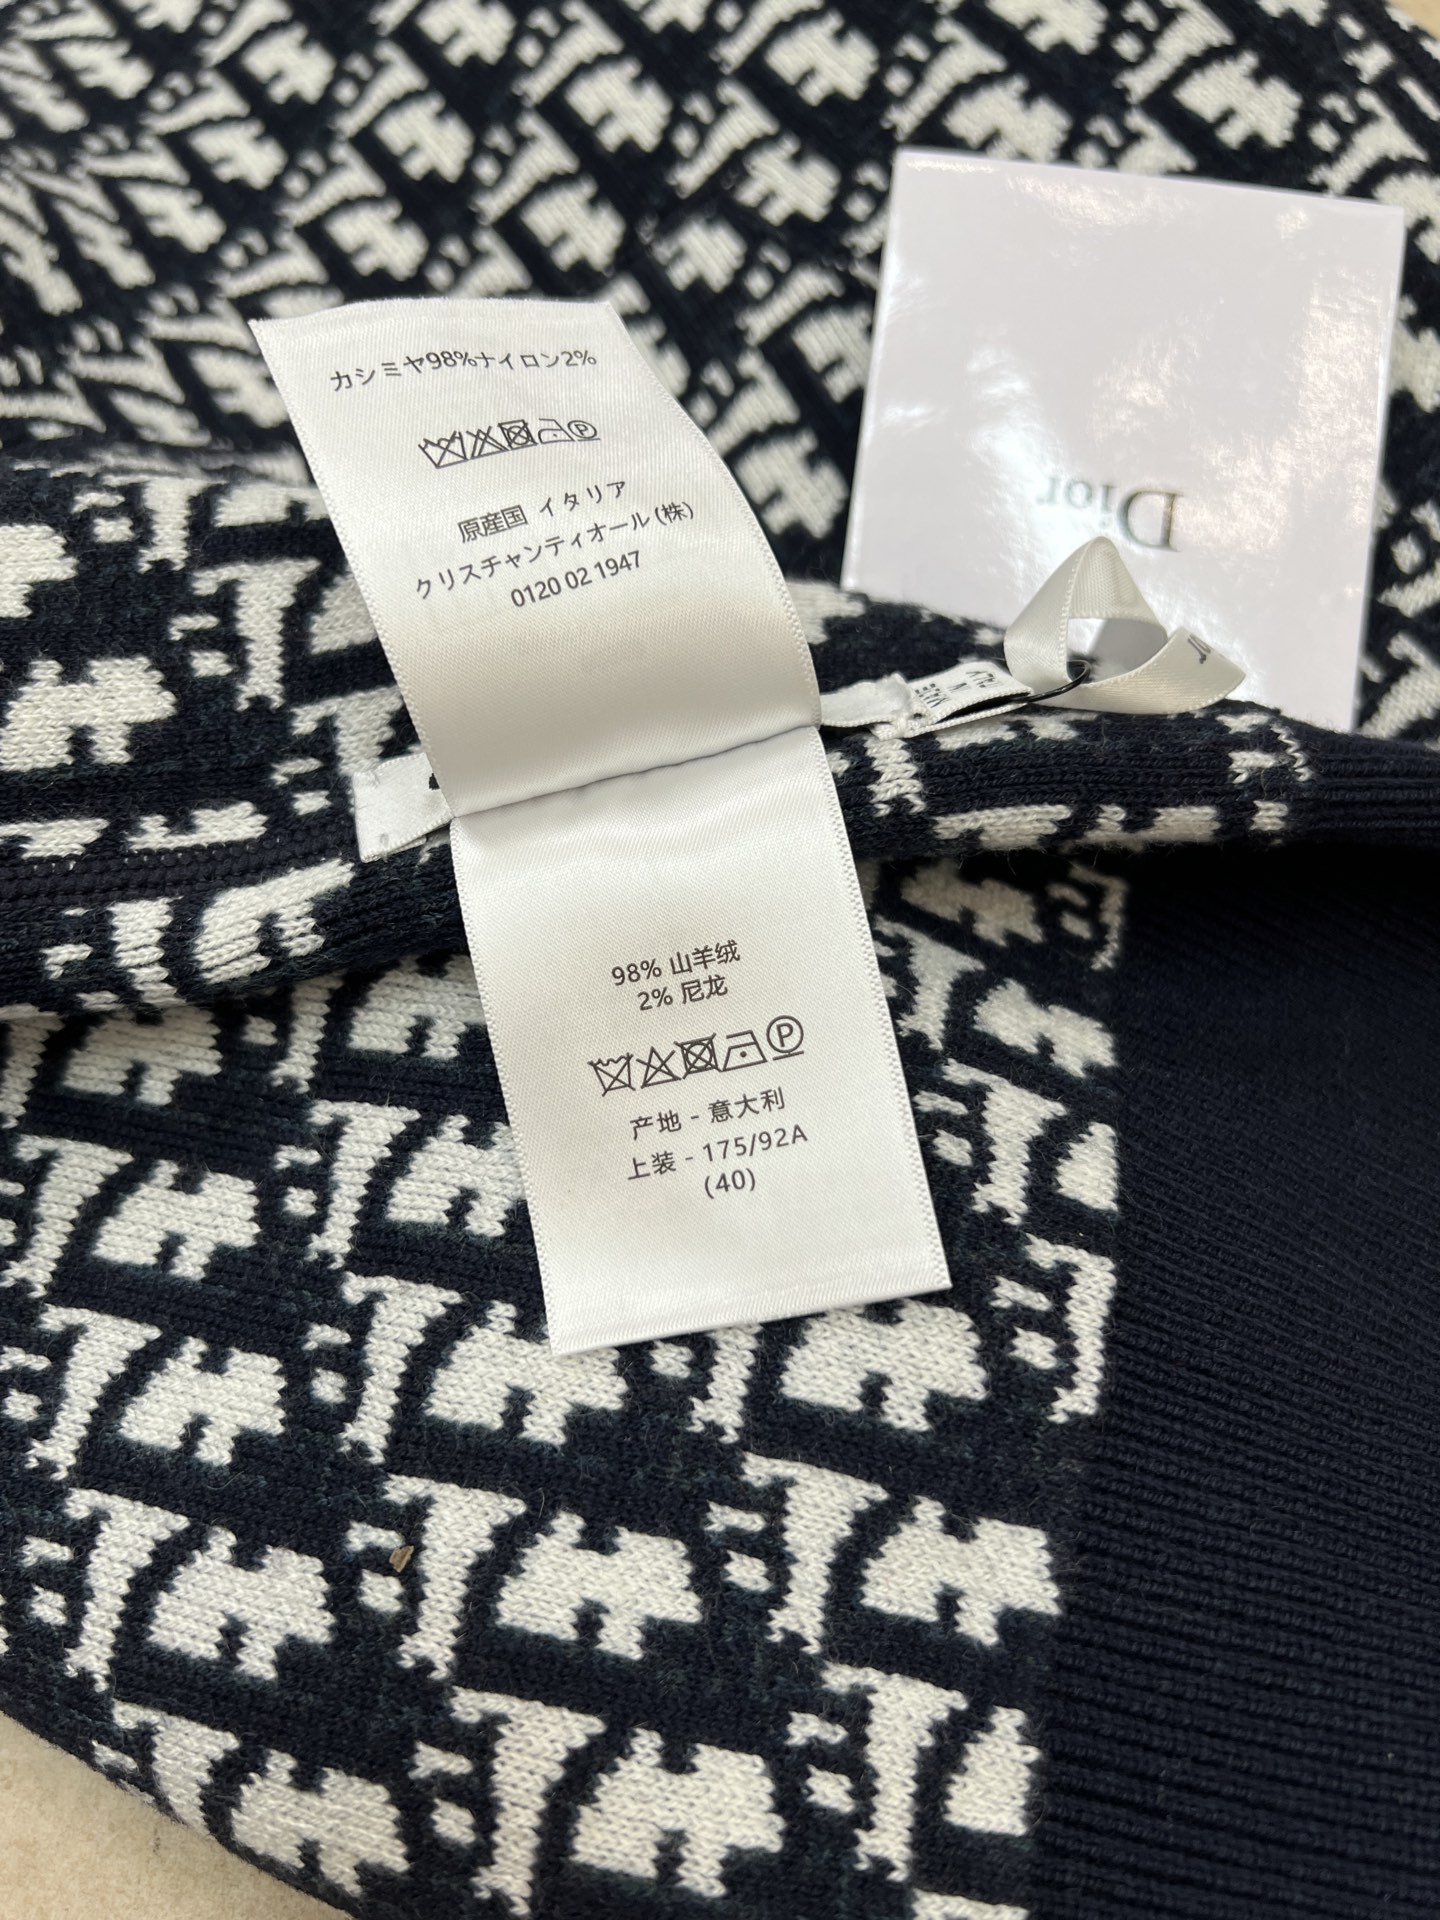 カシミヤ98%ナイロン2%
P
原産国 イタリア
クリスチャンティオール(株)
0120 02 1947
Dior
98% 山羊绒
2% 尼龙
P
产地 - 意大利
上装 - 175/92A
(40)